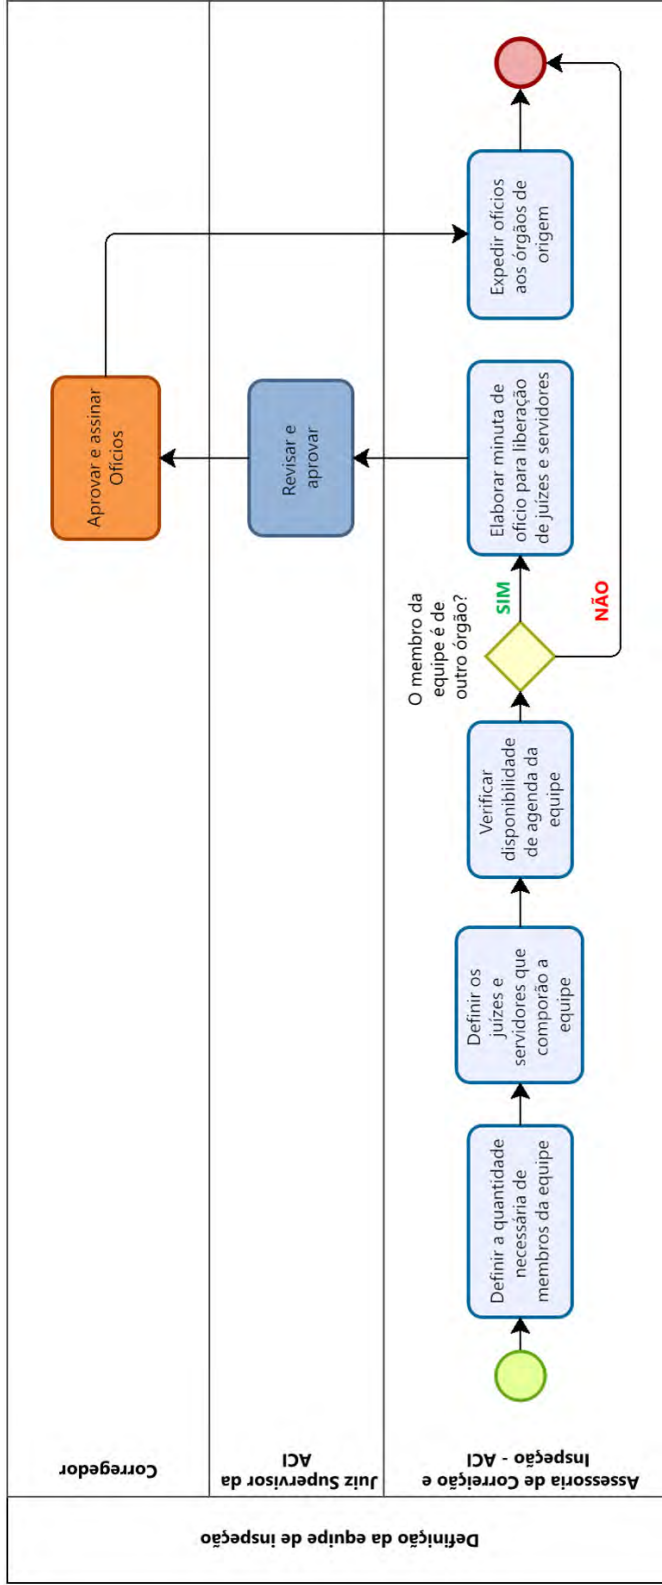 Definição da equipe de inspeção
Corregedor
Juiz Supervisor da
ACI
Assessoria de Correição e
Inspeção - ACI
Aprovar e assinar
Ofícios
Revisar e
aprovar
Definir a quantidade
necessária de
membros da equipe
Definir os
juízes e
servidores que
comporão a
equipe
Verificar
disponibilidade
de agenda da
equipe
O membro da
equipe é de
outro órgão?
SIM
NÃO
Elaborar minuta de
ofício para liberação
de juízes e servidores
Expedir ofícios
aos órgãos de
origem